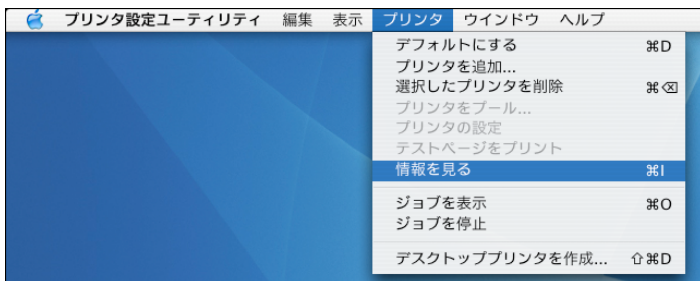 プリンタ設定ユーティリティ 編集 表示 プリンタ ウインドウ ヘルプ
デフォルトにする ⌘D
プリンタを追加...
選択したプリンタを削除 ⌘⌫
プリンタをプール...
プリンタの設定
テストページをプリント
情報を見る ⌘I
ジョブを表示 ⌘O
ジョブを停止
デスクトッププリンタを作成... ⇧⌘D